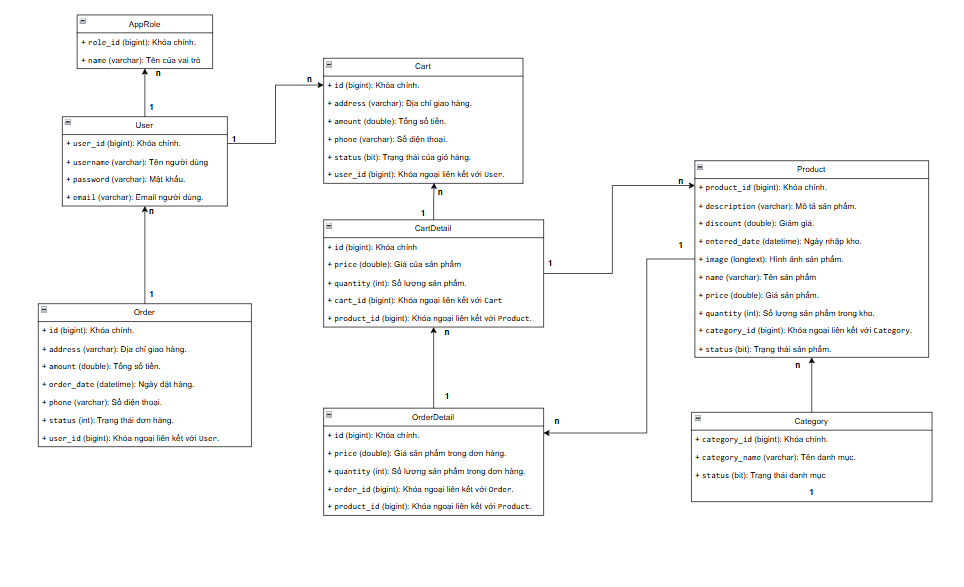 AppRole
+ role_id (bigint): Khóa chính.
+ name (varchar): Tên của vai trò
n
1
User
+ user_id (bigint): Khóa chính.
+ username (varchar): Tên người dùng
+ password (varchar): Mật khẩu.
+ email (varchar): Email người dùng.
1
n
n
1
Order
+ id (bigint): Khóa chính.
+ address (varchar): Địa chỉ giao hàng.
+ amount (double): Tổng số tiền.
+ order_date (datetime): Ngày đặt hàng.
+ phone (varchar): Số điện thoại.
+ status (int): Trạng thái đơn hàng.
+ user_id (bigint): Khóa ngoại liên kết với User.
Cart
+ id (bigint): Khóa chính.
+ address (varchar): Địa chỉ giao hàng.
+ amount (double): Tổng số tiền.
+ phone (varchar): Số điện thoại.
+ status (bit): Trạng thái của giỏ hàng.
+ user_id (bigint): Khóa ngoại liên kết với User.
n
1
CartDetail
+ id (bigint): Khóa chính
+ price (double): Giá của sản phẩm
+ quantity (int): Số lượng sản phẩm.
+ cart_id (bigint): Khóa ngoại liên kết với Cart
+ product_id (bigint): Khóa ngoại liên kết với Product.
1
n
n
1
OrderDetail
+ id (bigint): Khóa chính.
+ price (double): Giá sản phẩm trong đơn hàng.
+ quantity (int): Số lượng sản phẩm trong đơn hàng.
+ order_id (bigint): Khóa ngoại liên kết với Order.
+ product_id (bigint): Khóa ngoại liên kết với Product.
n
1
Product
+ product_id (bigint): Khóa chính.
+ description (varchar): Mô tả sản phẩm.
+ discount (double): Giảm giá.
+ entered_date (datetime): Ngày nhập kho.
+ image (longtext): Hình ảnh sản phẩm.
+ name (varchar): Tên sản phẩm
+ price (double): Giá sản phẩm.
+ quantity (int): Số lượng sản phẩm trong kho.
+ category_id (bigint): Khóa ngoại liên kết với Category.
+ status (bit): Trạng thái sản phẩm.
n
Category
+ category_id (bigint): Khóa chính.
+ category_name (varchar): Tên danh mục.
+ status (bit): Trạng thái danh mục
1